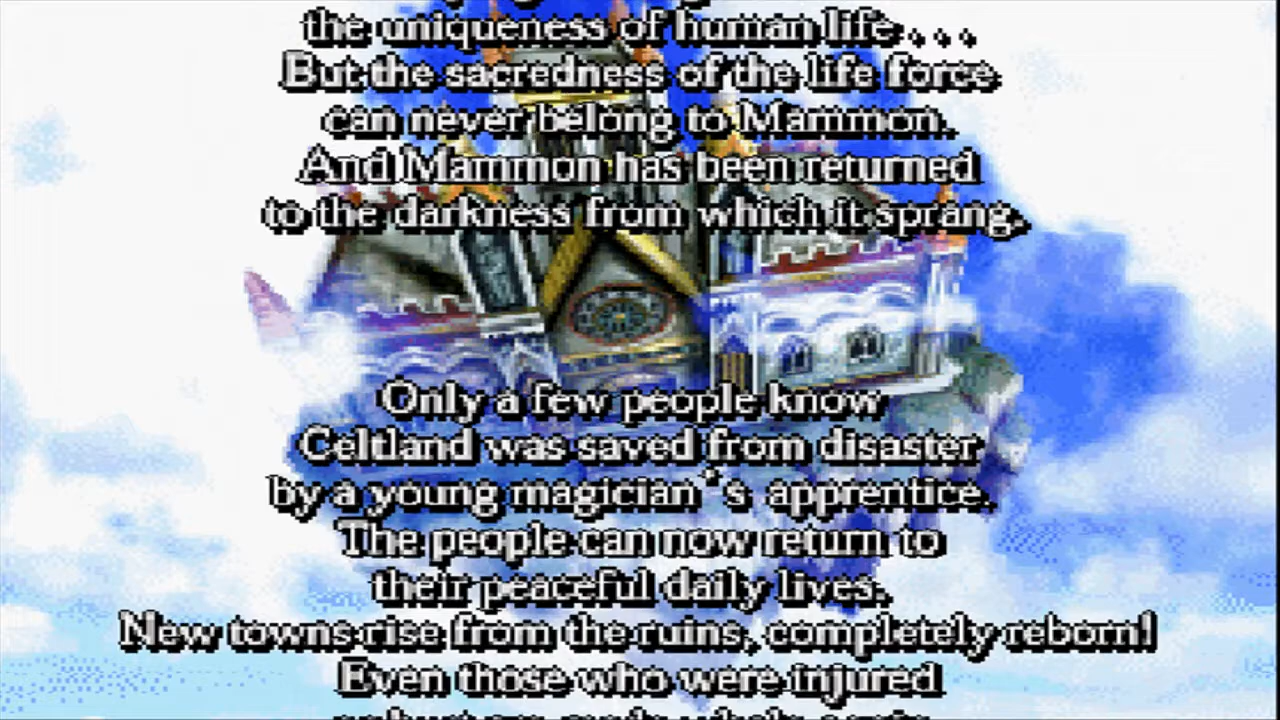 the uniqueness of human life . . .
But the sacredness of the life force
can never belong to Mammon.
And Mammon has been returned
to the darkness from which it sprang.
Only a few people know
Celtland was saved from disaster
by a young magician's apprentice.
The people can now return to
their peaceful daily lives.
New towns rise from the ruins, completely reborn!
Even those who were injured